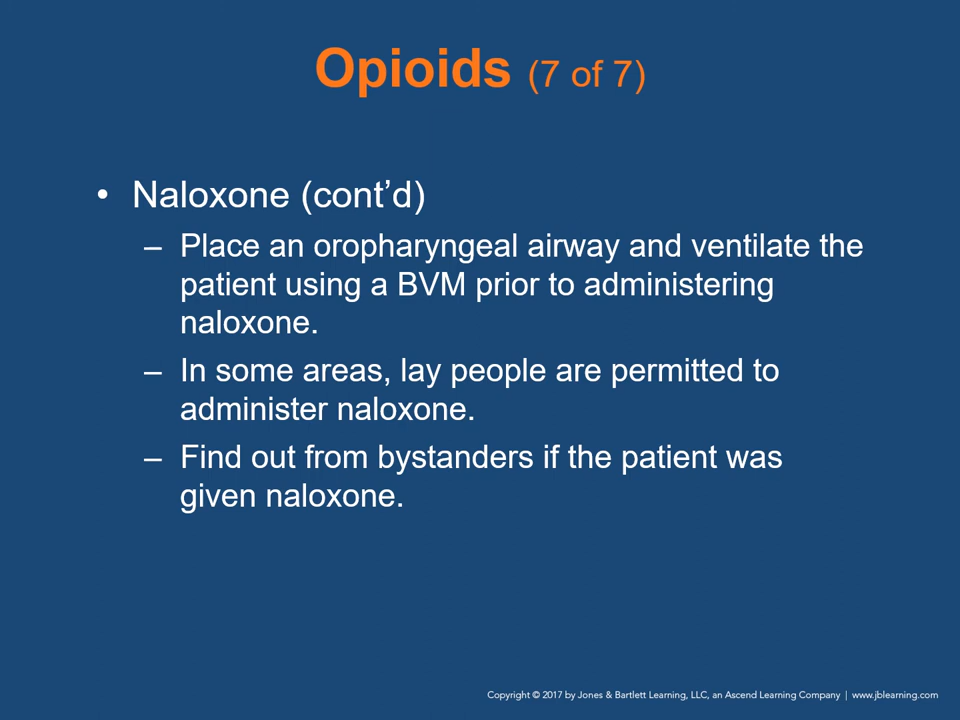 Opioids (7 of 7)
• Naloxone (cont’d)
– Place an oropharyngeal airway and ventilate the
patient using a BVM prior to administering
naloxone.
– In some areas, lay people are permitted to
administer naloxone.
– Find out from bystanders if the patient was
given naloxone.
Copyright © 2017 by Jones & Bartlett Learning, LLC, an Ascend Learning Company | www.jblearning.com